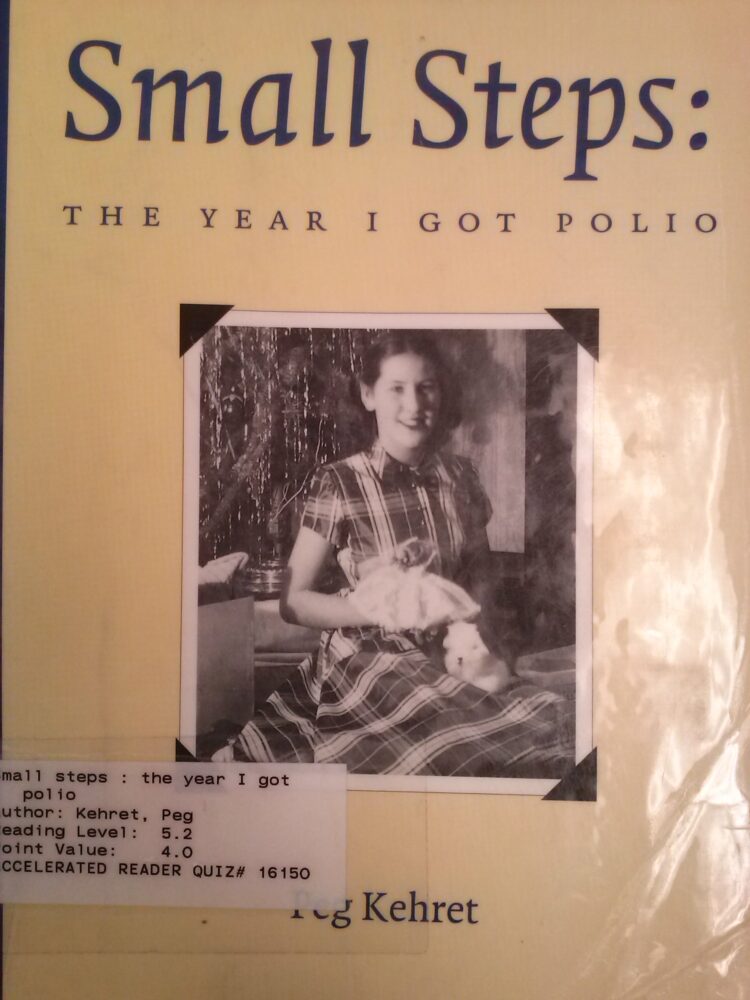 Small Steps:
THE YEAR I GOT POLIO
mall steps : the year I got
polio
uthor: Kehret, Peg
eading Level: 5.2
oint Value: 4.0
CCELERATED READER QUIZ# 16150
Peg Kehret